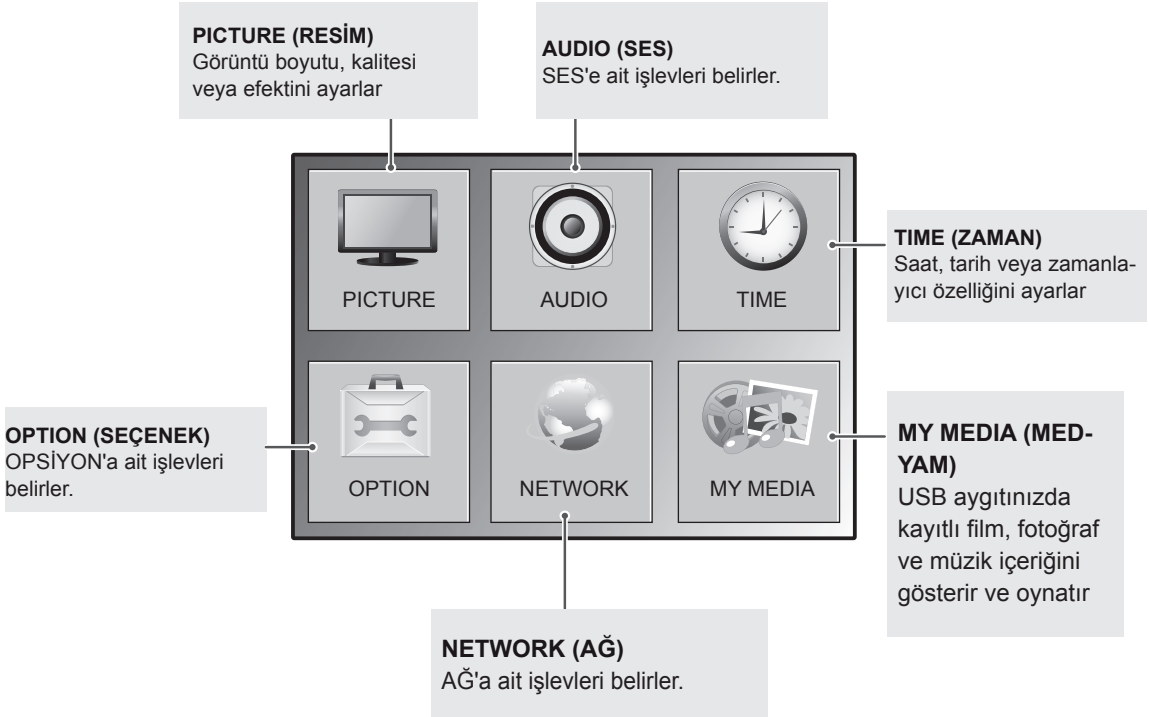 PICTURE (RESİM)
Görüntü boyutu, kalitesi
veya efektini ayarlar
AUDIO (SES)
SES'e ait işlevleri belirler.
PICTURE
AUDIO
TIME
TIME (ZAMAN)
Saat, tarih veya zamanla-
yıcı özelliğini ayarlar
OPTION (SEÇENEK)
OPSİYON'a ait işlevleri
belirler.
OPTION
NETWORK
MY MEDIA
MY MEDIA (MED-
YAM)
USB aygıtınızda
kayıtlı film, fotoğraf
ve müzik içeriğini
gösterir ve oynatır
NETWORK (AĞ)
AĞ'a ait işlevleri belirler.